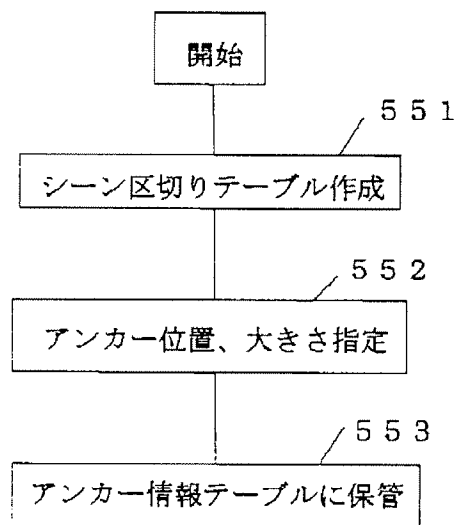 開始
551
シーン区切りテーブル作成
552
アンカー位置、大きさ指定
553
アンカー情報テーブルに保管